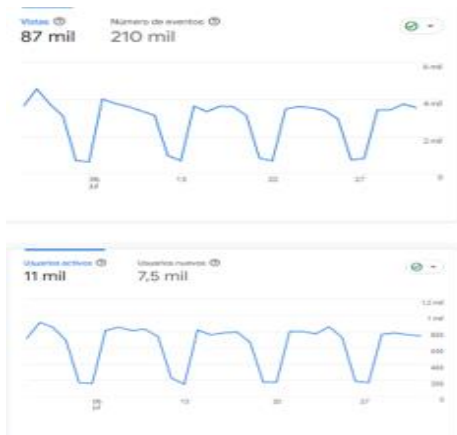 Vistas
Número de eventos
87 mil
210 mil
6 mil
4 mil
2 mil
0
06
jul
13
27
Usuarios activos
Usuarios nuevos
11 mil
7,5 mil
1,2 mil
1 mil
800
600
400
200
0
13
20
27